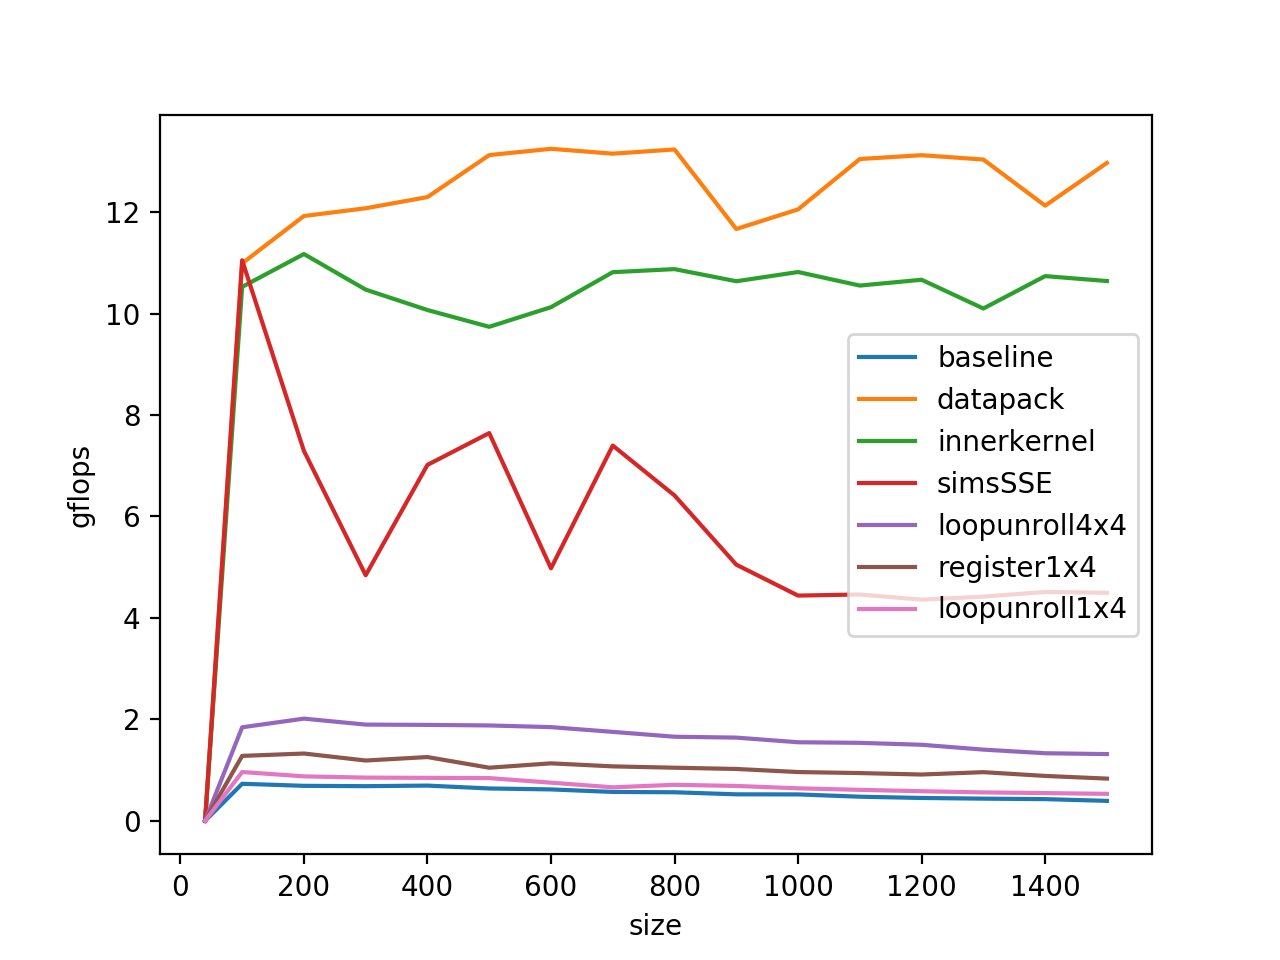 12
10
8
6
4
2
0
gflops
baseline
datapack
innerkernel
simsSSE
loopunroll4x4
register1x4
loopunroll1x4
0 200 400 600 800 1000 1200 1400
size